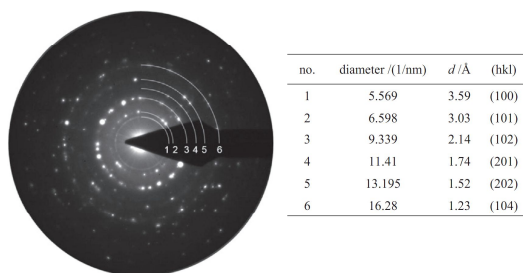 1 2 3 4 5 6
no. diameter /(1/nm) d /Å (hkl)
1 5.569 3.59 (100)
2 6.598 3.03 (101)
3 9.339 2.14 (102)
4 11.41 1.74 (201)
5 13.195 1.52 (202)
6 16.28 1.23 (104)